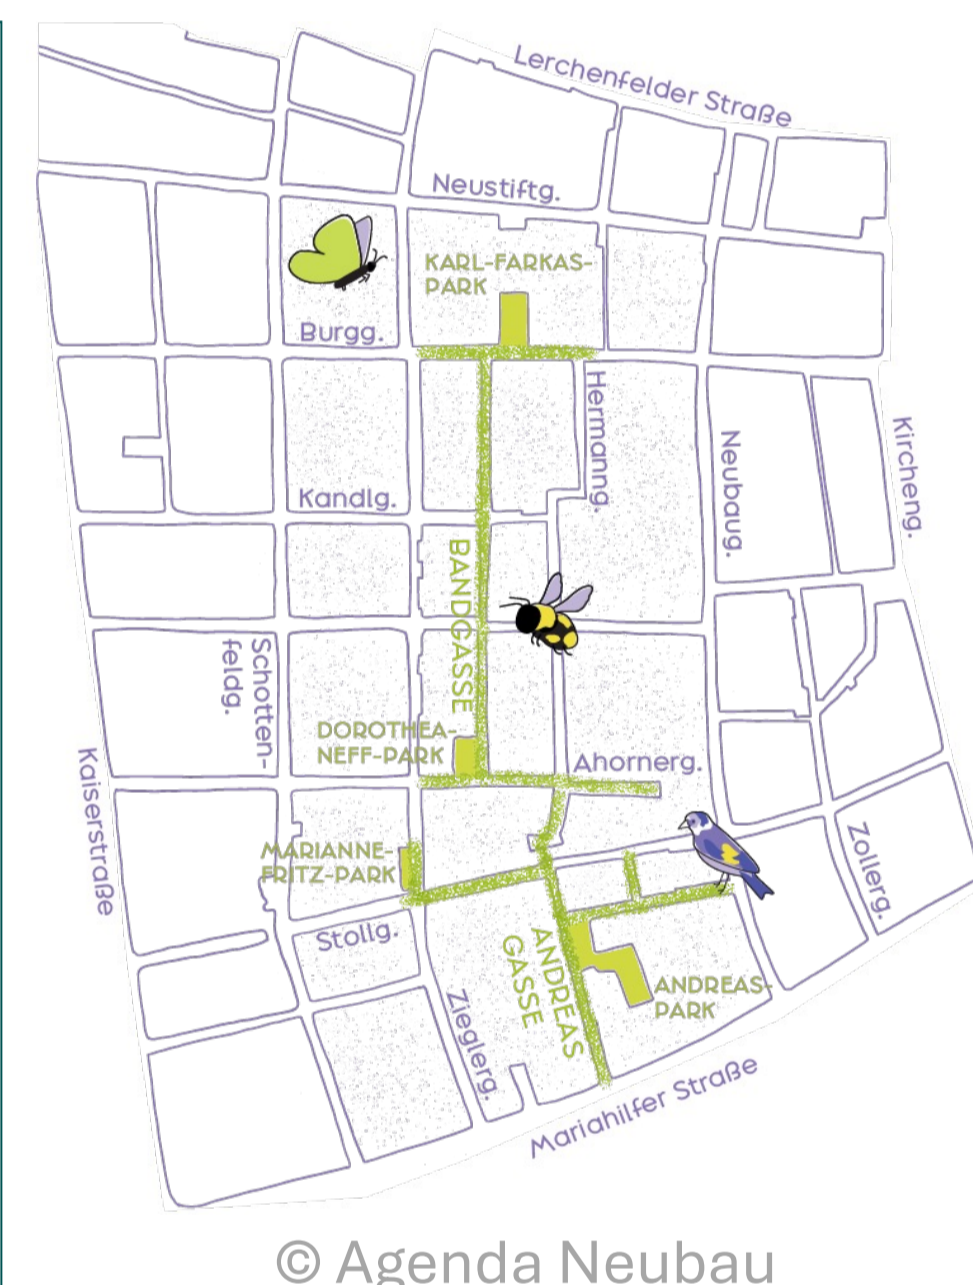 Lerchenfelder Straße
Neustiftg.
KARL-FARKAS-
PARK
Burgg.
Hermanng.
Kircheng.
Neubaug.
Kandlg.
BANDGASSE
Schotten-
feldg.
DOROTHEA-
NEFF-PARK
Ahornerg.
Kaiserstraße
MARIANNE-
FRITZ-PARK
Zollerg.
Stollg.
ANDREAS
GASSE
ANDREAS-
PARK
Zieglerg.
Mariahilfer Straße
© Agenda Neubau